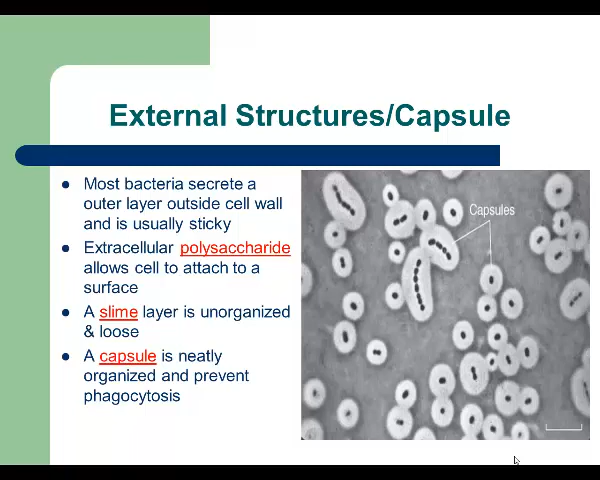 External Structures/Capsule
Most bacteria secrete a
outer layer outside cell wall
and is usually sticky
Extracellular polysaccharide
allows cell to attach to a
surface
A slime layer is unorganized
& loose
A capsule is neatly
organized and prevent
phagocytosis
Capsules